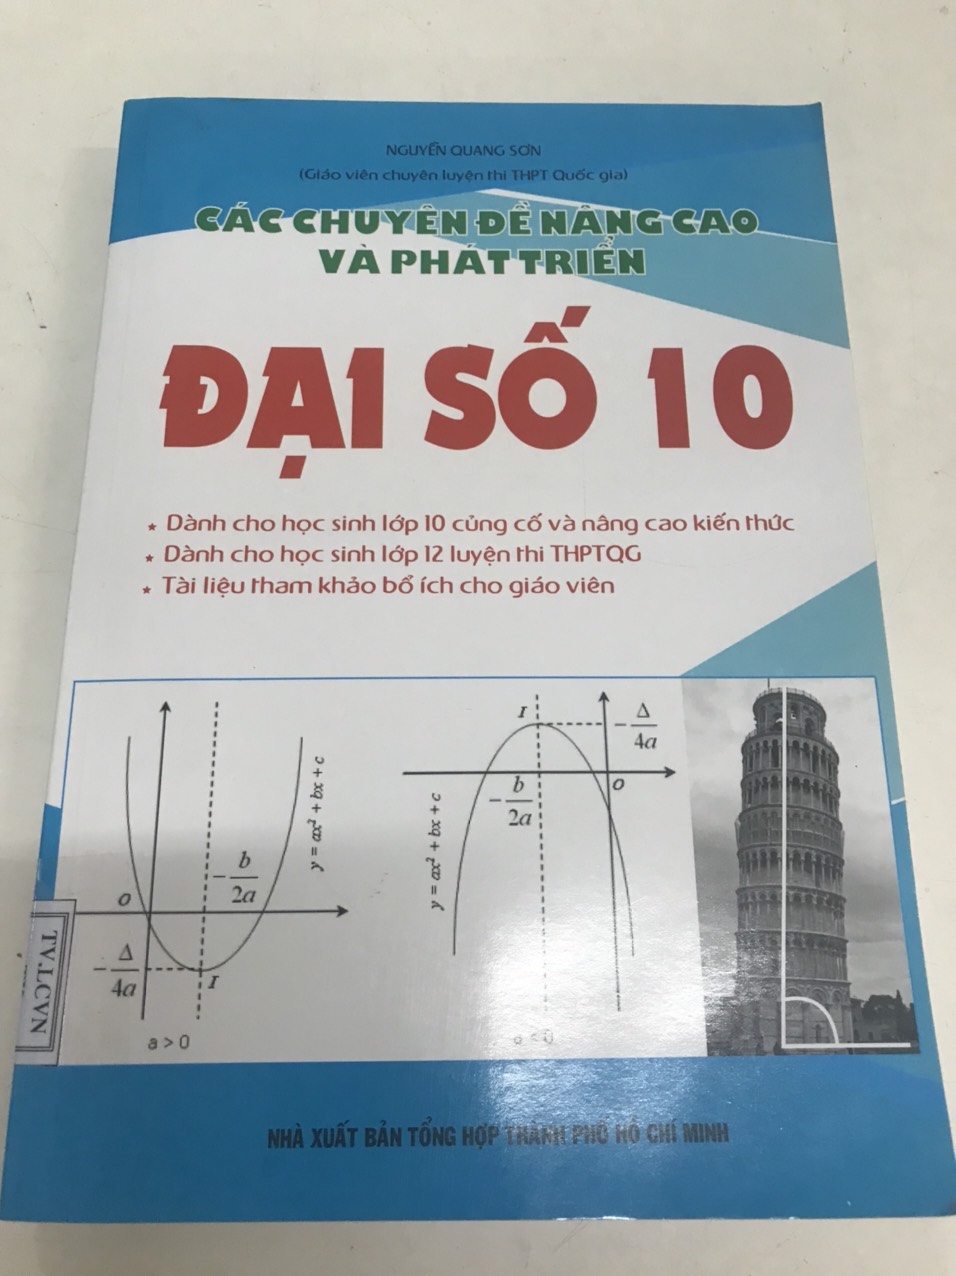 NGUYỄN QUANG SƠN
(Giáo viên chuyên luyện thi THPT Quốc gia)
CÁC CHUYÊN ĐỀ NÂNG CAO
VÀ PHÁT TRIỂN
ĐẠI SỐ 10
★ Dành cho học sinh lớp 10 củng cố và nâng cao kiến thức
★ Dành cho học sinh lớp 12 luyện thi THPTQG
★ Tài liệu tham khảo bổ ích cho giáo viên
O
-b/2a
-Δ/4a
I
y = ax² + bx + c
a > 0
I
-Δ/4a
O
-b/2a
y = ax² + bx + c
a < 0
TV.LCVN
NHÀ XUẤT BẢN TỔNG HỢP THÀNH PHỐ HỒ CHÍ MINH